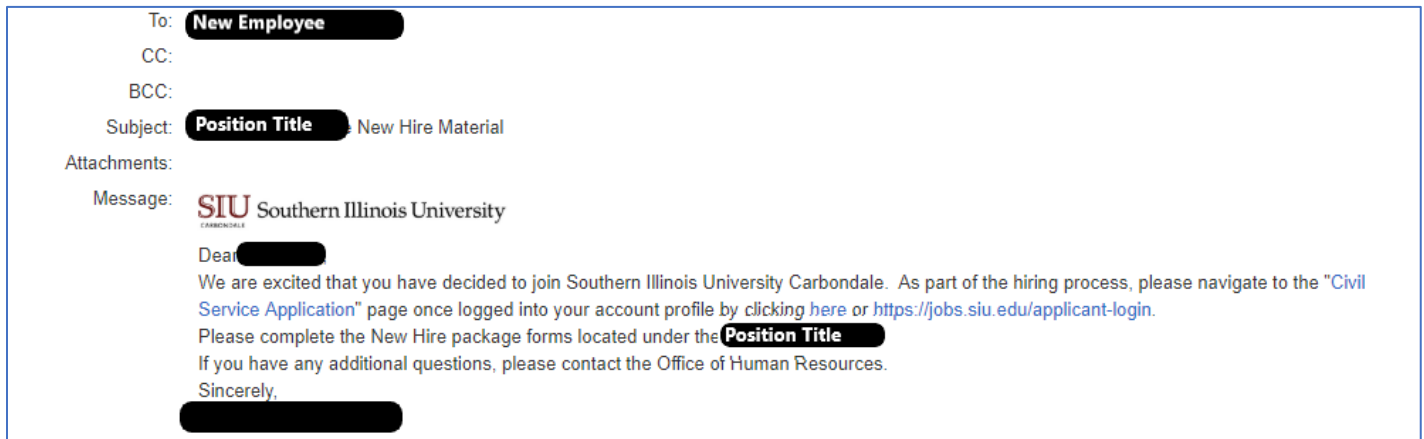 To: New Employee
CC:
BCC:
Subject: Position Title New Hire Material
Attachments:
Message:
SIU Southern Illinois University
CARBONDALE
Dear
We are excited that you have decided to join Southern Illinois University Carbondale. As part of the hiring process, please navigate to the "Civil
Service Application" page once logged into your account profile by clicking here or https://jobs.siu.edu/applicant-login.
Please complete the New Hire package forms located under the Position Title
If you have any additional questions, please contact the Office of Human Resources.
Sincerely,